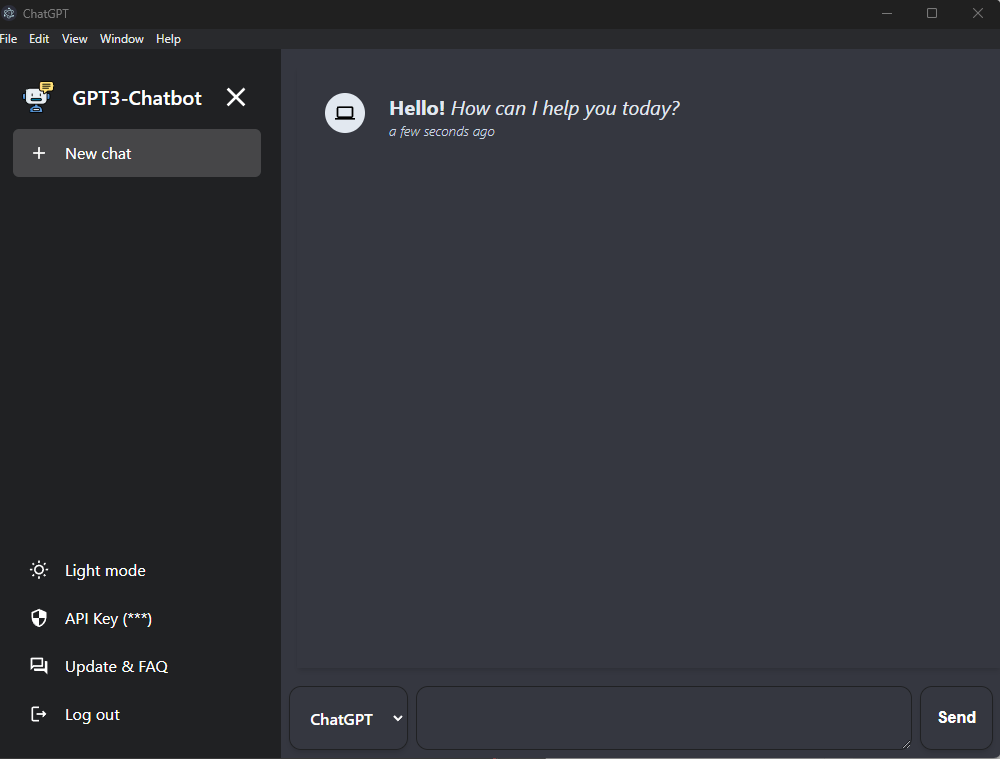 ChatGPT
File Edit View Window Help
GPT3-Chatbot
New chat
Hello! How can I help you today?
a few seconds ago
Light mode
API Key (***)
Update & FAQ
Log out
ChatGPT
Send